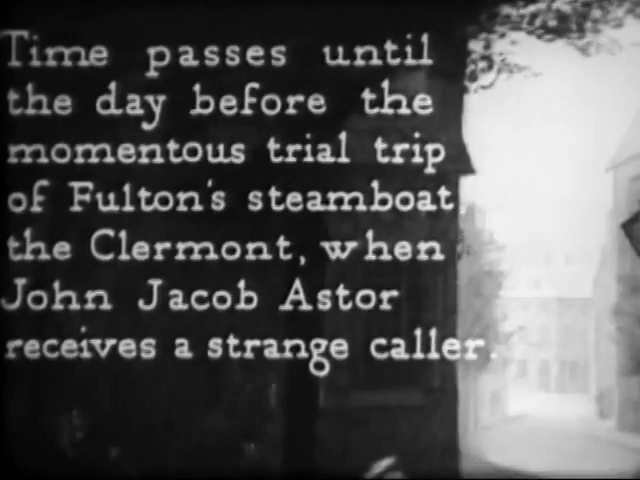 Time passes until
the day before the
momentous trial trip
of Fulton's steamboat
the Clermont, when
John Jacob Astor
receives a strange caller.